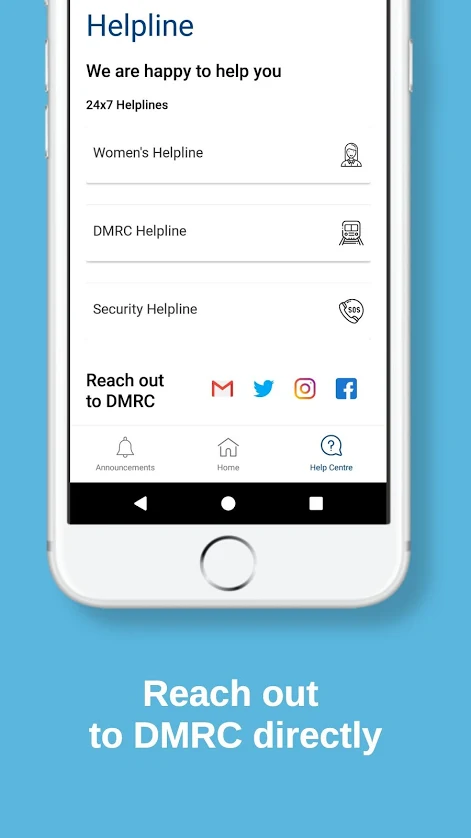 Helpline
We are happy to help you
24x7 Helplines
Women's Helpline
DMRC Helpline
Security Helpline
SOS
Reach out
to DMRC
Announcements
Home
Help Centre
Reach out
to DMRC directly